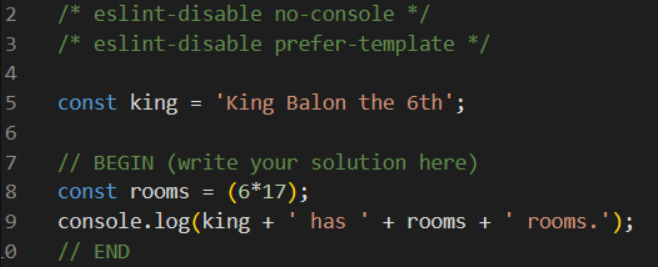 2 /* eslint-disable no-console */
3 /* eslint-disable prefer-template */
4
5 const king = 'King Balon the 6th';
6
7 // BEGIN (write your solution here)
8 const rooms = (6*17);
9 console.log(king + ' has ' + rooms + ' rooms.');
10 // END